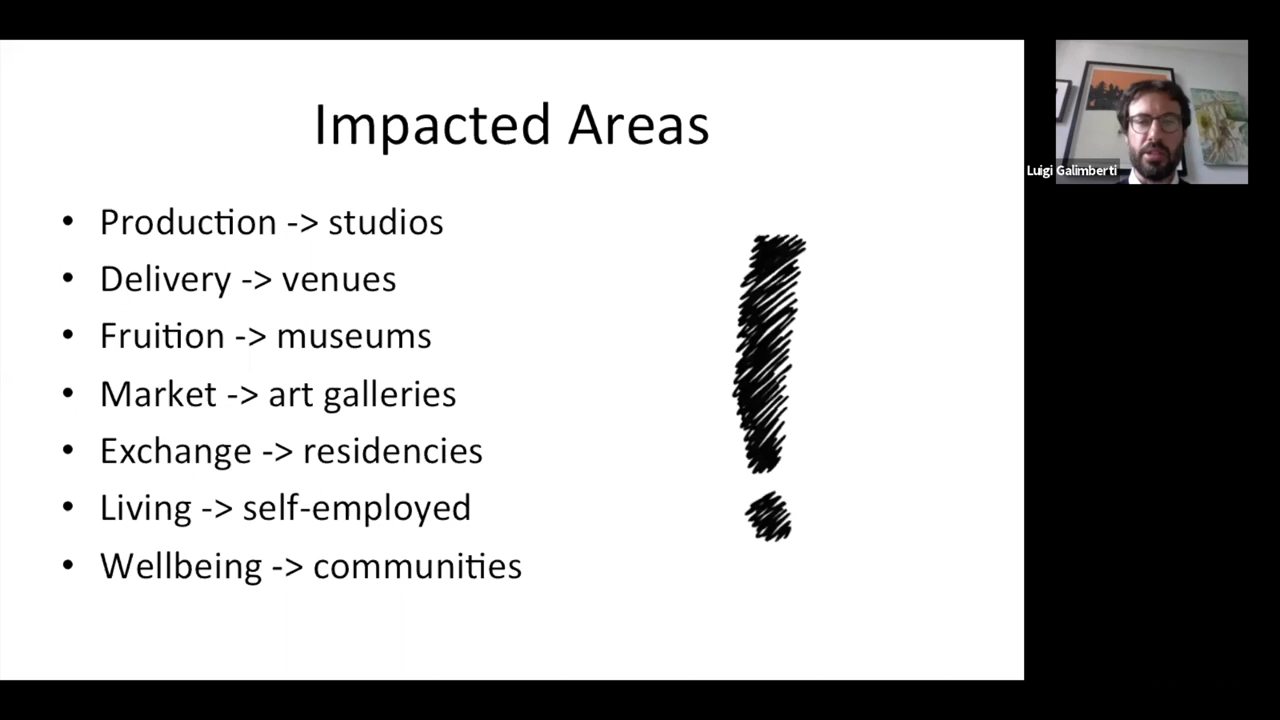 Impacted Areas
• Production -> studios
• Delivery -> venues
• Fruition -> museums
• Market -> art galleries
• Exchange -> residencies
• Living -> self-employed
• Wellbeing -> communities
!
Luigi Galimberti